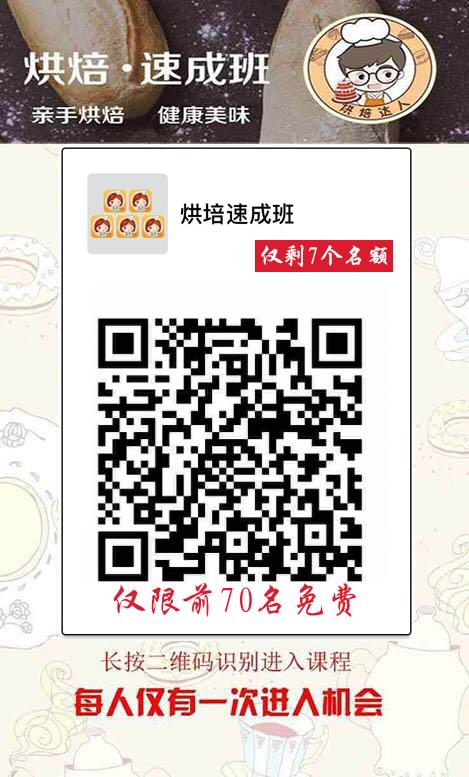 烘焙·速成班
亲手烘焙 健康美味
烘焙达人
烘培速成班
仅剩7个名额
仅限前70名免费
长按二维码识别进入课程
每人仅有一次进入机会